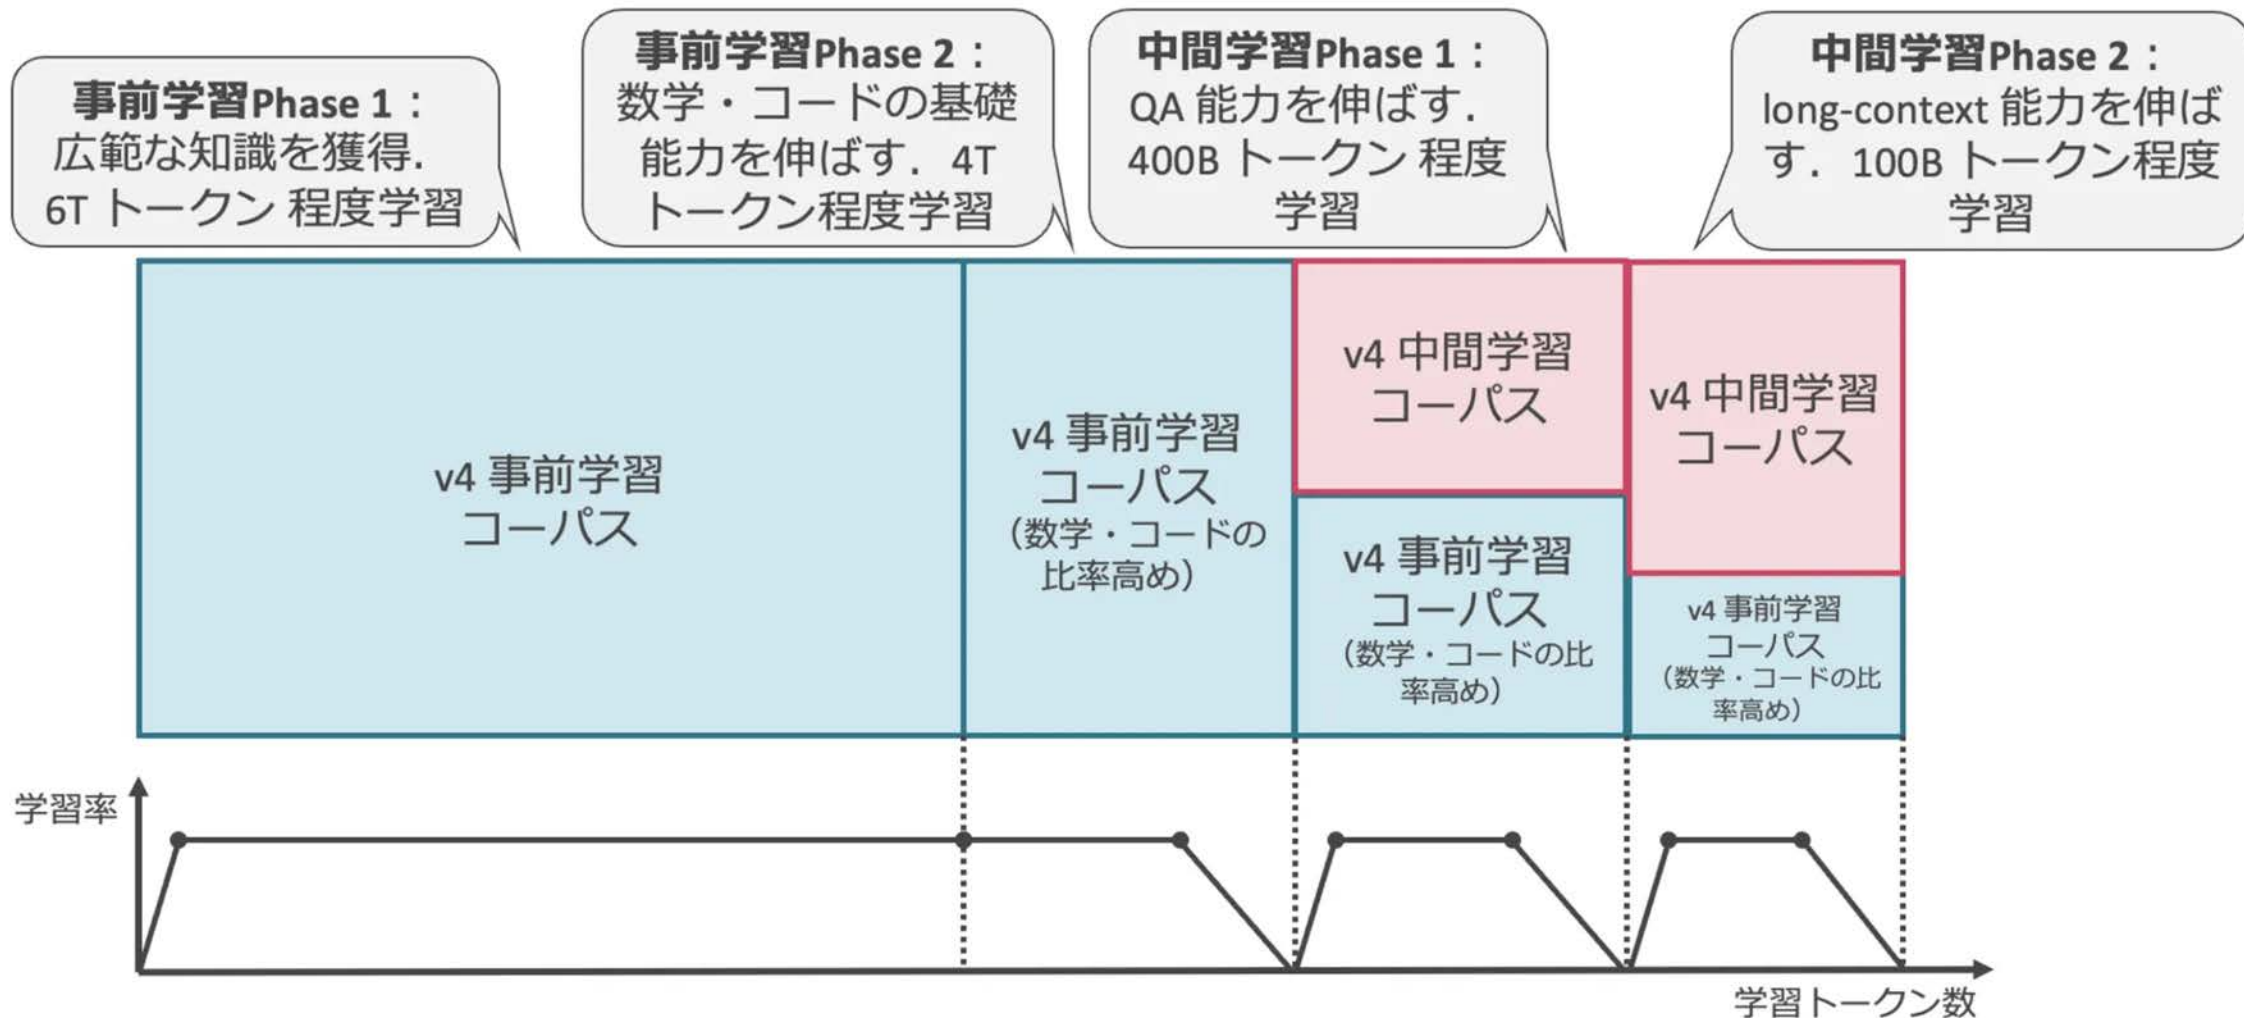 事前学習Phase 1：
広範な知識を獲得．
6T トークン 程度学習
事前学習Phase 2：
数学・コードの基礎
能力を伸ばす．4T
トークン程度学習
中間学習Phase 1：
QA 能力を伸ばす．
400B トークン 程度
学習
中間学習Phase 2：
long-context 能力を伸ば
す．100B トークン程度
学習
v4 事前学習
コーパス
v4 事前学習
コーパス
（数学・コードの
比率高め）
v4 中間学習
コーパス
v4 事前学習
コーパス
（数学・コードの比
率高め）
v4 中間学習
コーパス
v4 事前学習
コーパス
（数学・コードの比
率高め）
学習率
学習トークン数